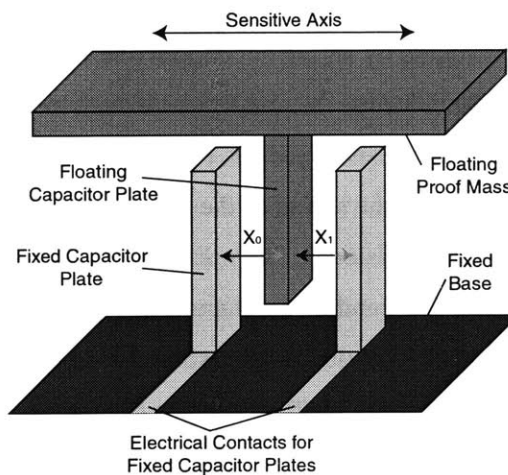 Sensitive Axis
Floating
Capacitor Plate
Floating
Proof Mass
X₀
X₁
Fixed Capacitor
Plate
Fixed
Base
Electrical Contacts for
Fixed Capacitor Plates